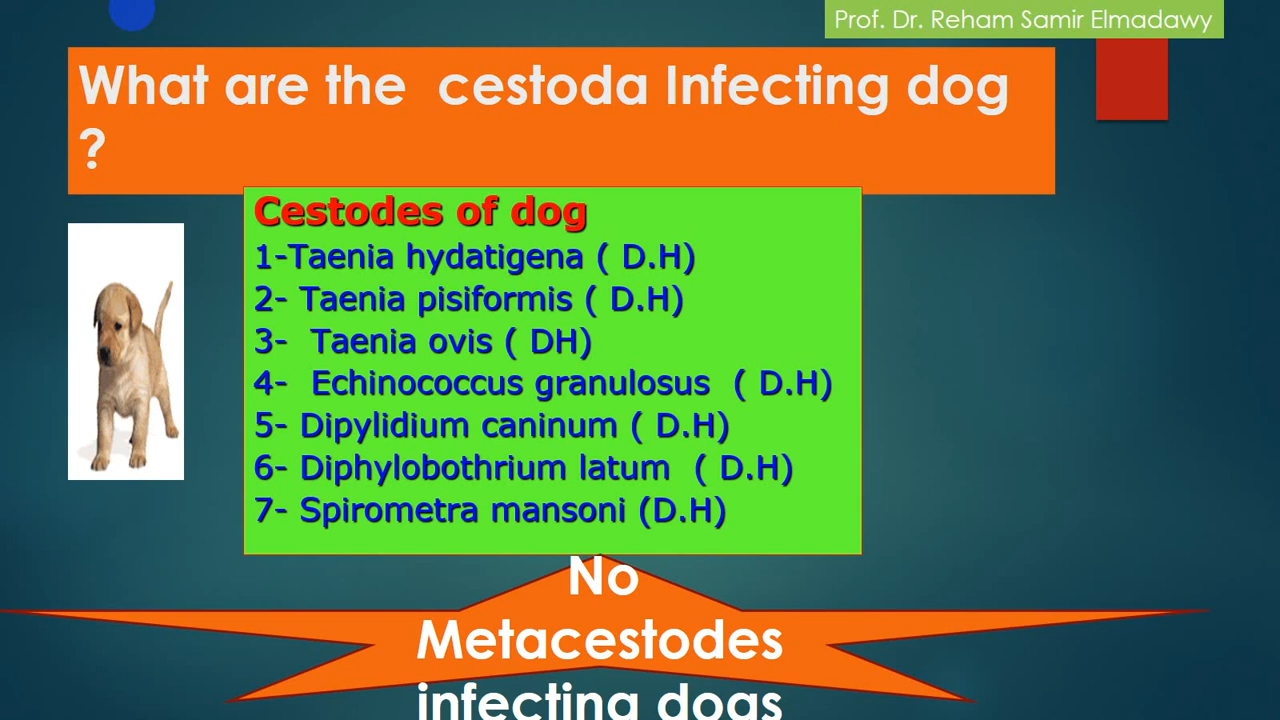 Prof. Dr. Reham Samir Elmadawy
What are the cestoda Infecting dog
?
Cestodes of dog
1-Taenia hydatigena ( D.H)
2- Taenia pisiformis ( D.H)
3- Taenia ovis ( DH)
4- Echinococcus granulosus ( D.H)
5- Dipylidium caninum ( D.H)
6- Diphylobothrium latum ( D.H)
7- Spirometra mansoni (D.H)
No
Metacestodes
infecting dogs